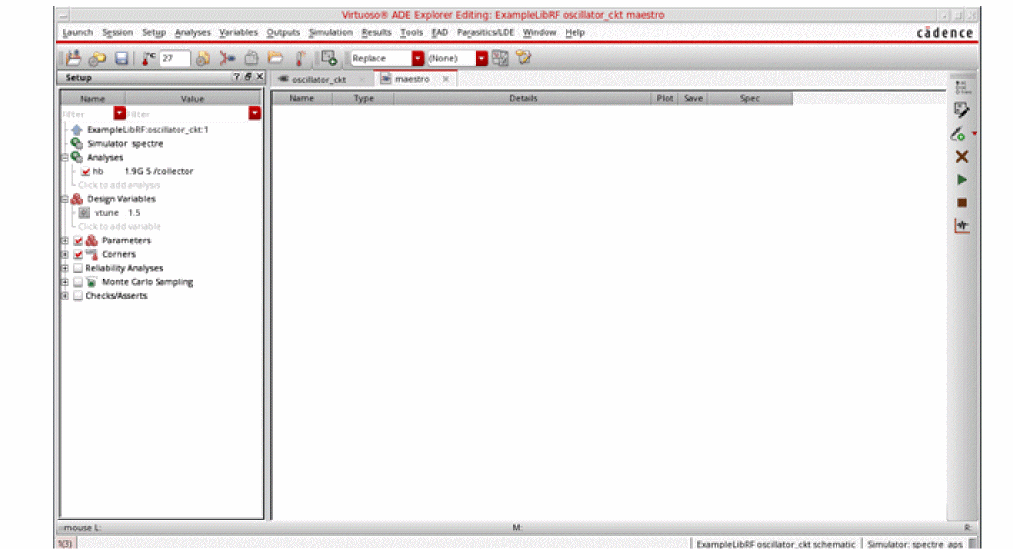 Virtuoso® ADE Explorer Editing: ExampleLibRF oscillator_ckt maestro
Launch Session Setup Analyses Variables Outputs Simulation Results Tools EAD Parasitics/LDE Window Help cādence
27 Replace (None)
Setup ? X oscillator_ckt maestro
Name Value Name Type Details Plot Save Spec
Filter Filter
ExampleLibRF:oscillator_ckt:1
Simulator spectre
Analyses
hb 1.9G 5 /collector
Click to add analysis
Design Variables
vtune 1.5
Click to add variable
Parameters
Corners
Reliability Analyses
Monte Carlo Sampling
Checks/Asserts
mouse L: M: R:
1(3) ExampleLibRF oscillator_ckt schematic Simulator: spectre aps